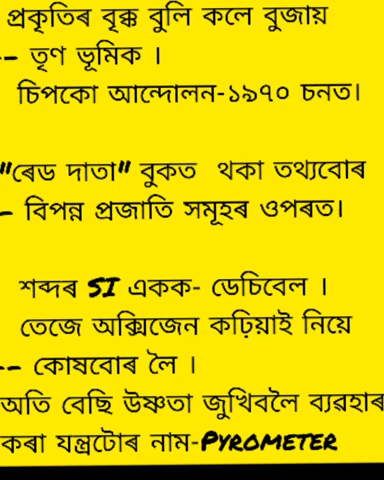 প্ৰকৃতিৰ বৃক্ক বুলি কলে বুজায়
-- তৃণ ভূমিক ।
চিপকো আন্দোলন-১৯৭০ চনত।
"ৰেড দাতা" বুকত থকা তথ্যবোৰ
- বিপন্ন প্ৰজাতি সমূহৰ ওপৰত।
শব্দৰ SI একক- ডেচিবেল ।
তেজে অক্সিজেন কঢ়িয়াই নিয়ে
-- কোষবোৰ লৈ ।
অতি বেছি উষ্ণতা জুখিবলৈ ব্যৱহাৰ
কৰা যন্ত্ৰটোৰ নাম-PYROMETER